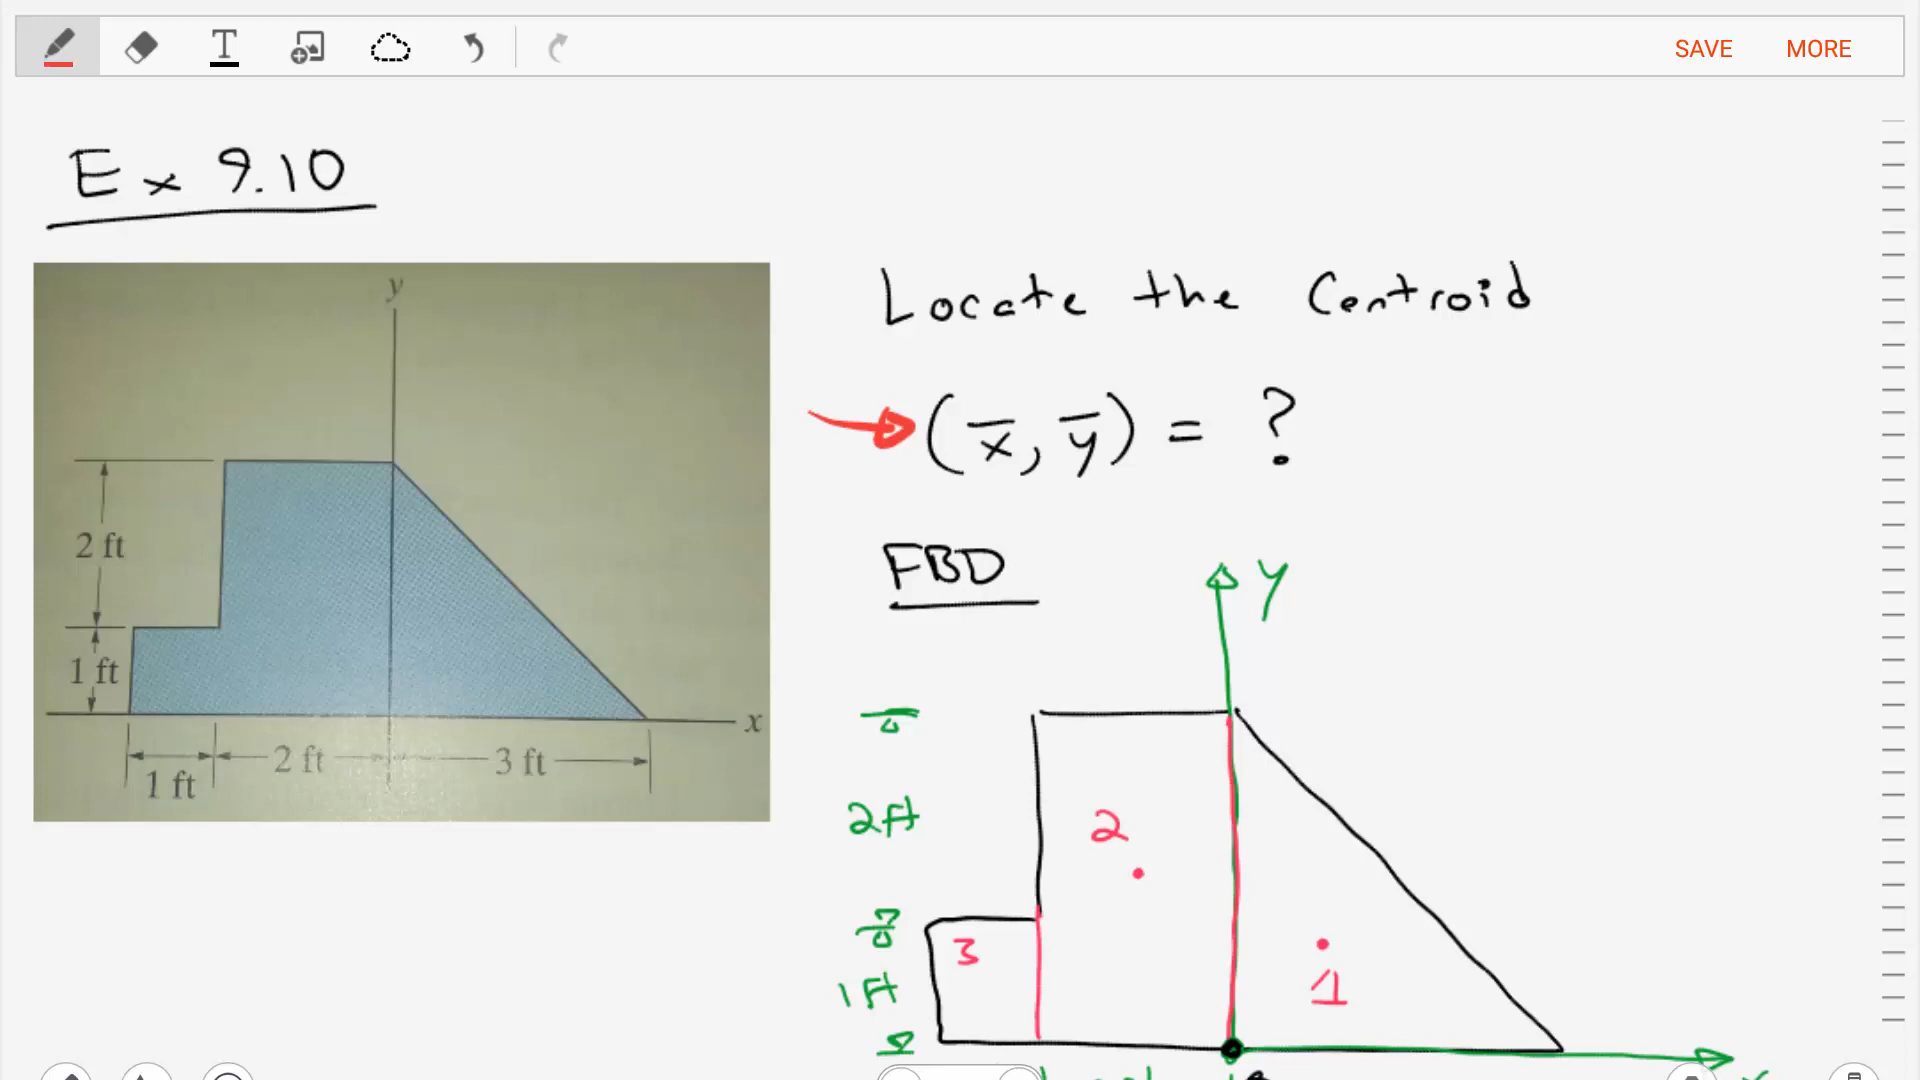 T
SAVE MORE
Ex 9.10
Locate the Centroid
(x̅, y̅) = ?
y
2 ft
1 ft
x
2 ft
3 ft
1 ft
FBD
y
2ft
2
3
1ft
1